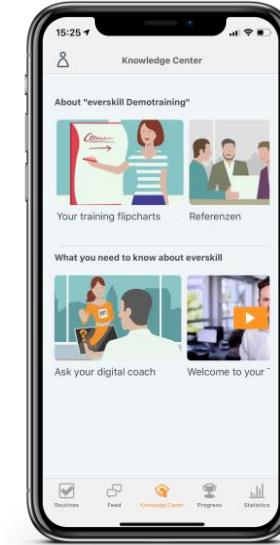 15:25
Knowledge Center
About "everskill Demotraining"
Your training flipcharts
Referenzen
What you need to know about everskill
Ask your digital coach
Welcome to your
Routines
Feed
Knowledge Center
Progress
Statistics